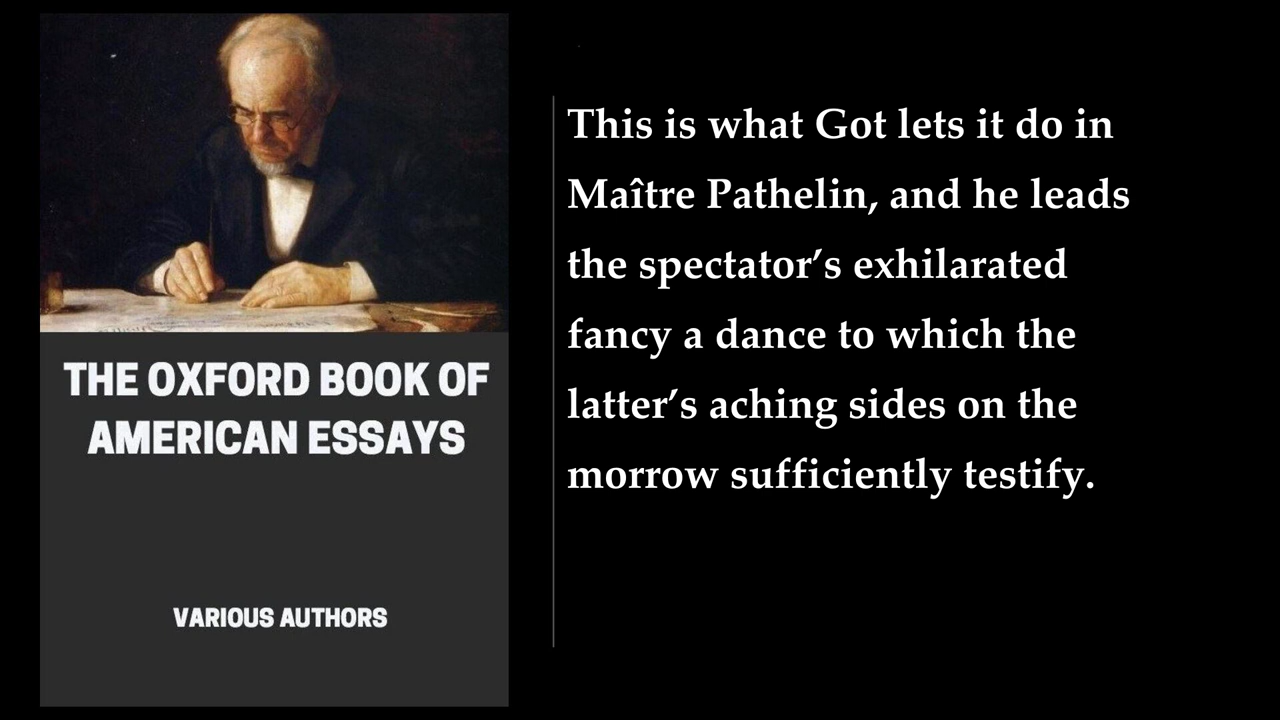 THE OXFORD BOOK OF
AMERICAN ESSAYS
VARIOUS AUTHORS
This is what Got lets it do in
Maître Pathelin, and he leads
the spectator’s exhilarated
fancy a dance to which the
latter’s aching sides on the
morrow sufficiently testify.